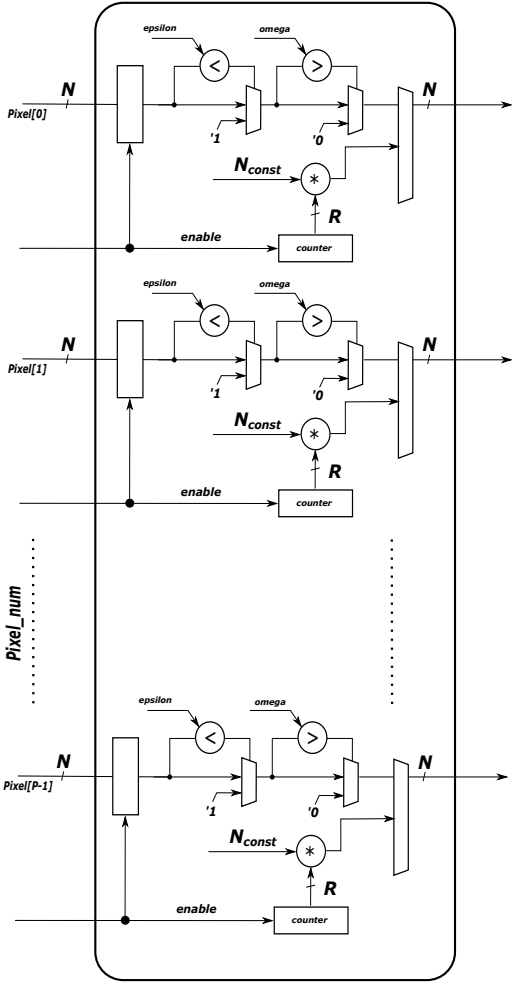 epsilon
omega
<
>
N
N
Pixel[0]
'1
'0
N_const
*
R
enable
counter
epsilon
omega
<
>
N
N
Pixel[1]
'1
'0
N_const
*
R
enable
counter
Pixel_num
epsilon
omega
<
>
N
N
Pixel[P-1]
'1
'0
N_const
*
R
enable
counter